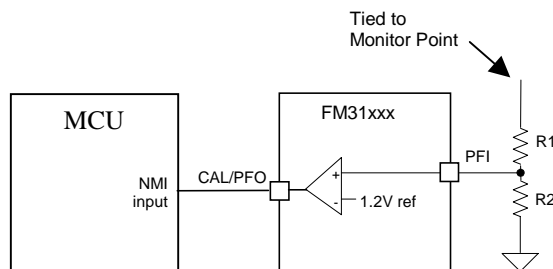 Tied to
Monitor Point
MCU
FM31xxx
R1
CAL/PFO
PFI
+
NMI
input
-
1.2V ref
R2